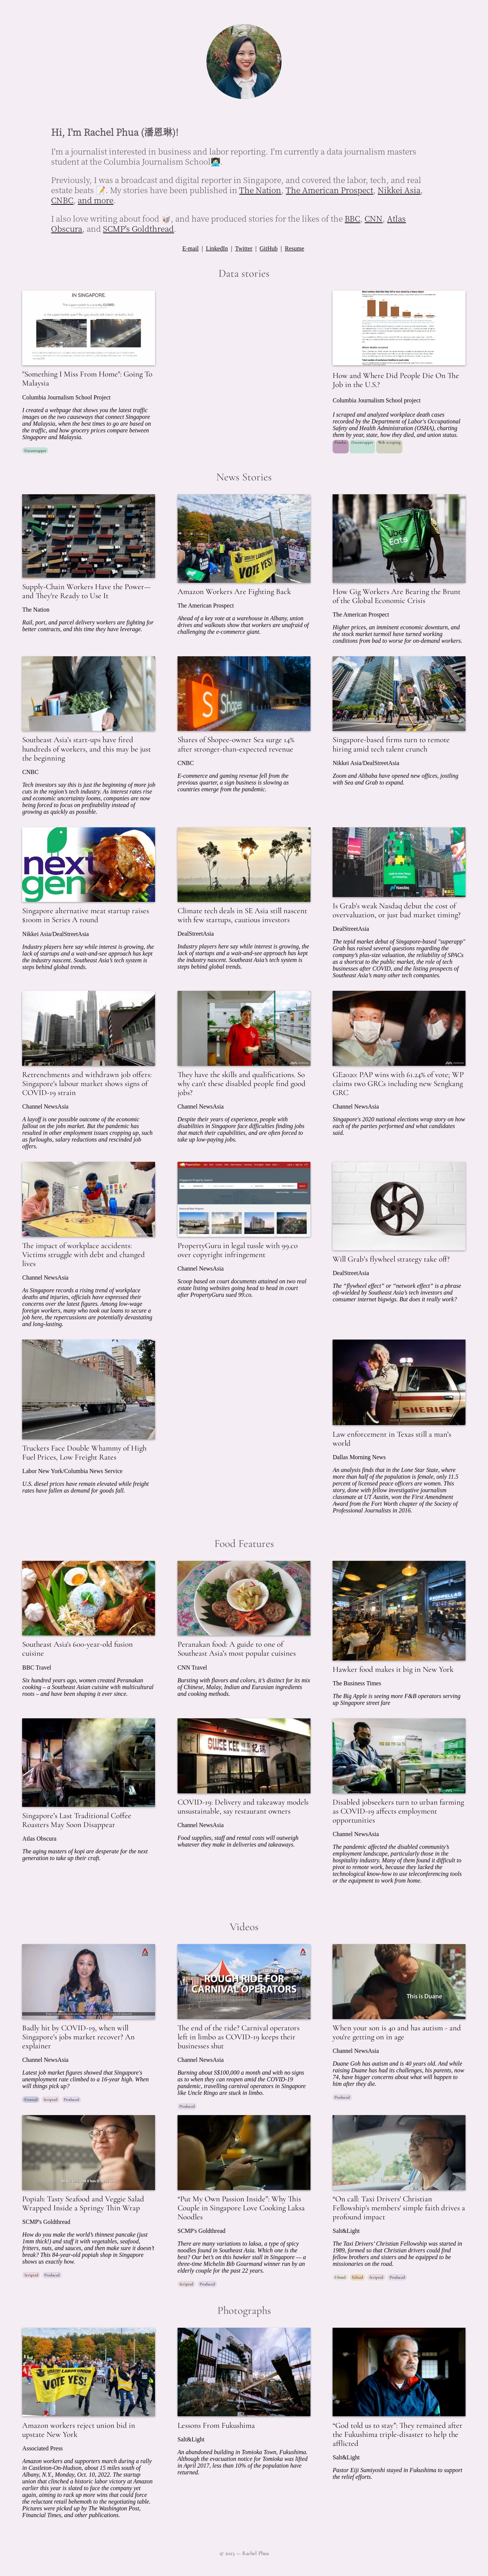 Hi, I'm Rachel Phua (潘恩琳)!
I'm a journalist interested in business and labor reporting. I'm currently a data journalism masters
student at the Columbia Journalism School👩🏻‍💻
Previously, I was a broadcast and digital reporter in Singapore, and covered the labor, tech, and real
estate beats 📝. My stories have been published in The Nation, The American Prospect, Nikkei Asia,
CNBC, and more.
I also love writing about food 🥡, and have produced stories for the likes of the BBC, CNN, Atlas
Obscura, and SCMP's Goldthread.
E-mail | LinkedIn | Twitter | GitHub | Resume
Data stories
IN SINGAPORE.
"Something I Miss From Home": Going To
Malaysia
Columbia Journalism School Project
I created a webpage that shows you the latest traffic
images on the two causeways that connect Singapore
and Malaysia, when the best times to go are based on
the traffic, and how grocery prices compare between
Singapore and Malaysia.
Datawrapper
How and Where Did People Die On The
Job in the U.S.?
Columbia Journalism School project
I scraped and analyzed workplace death cases
recorded by the Department of Labor's Occupational
Safety and Health Administration (OSHA), charting
them by year, state, how they died, and union status.
Pandas Datawrapper Web scraping
News Stories
VOTE YES!
Uber
Eats
Supply-Chain Workers Have the Power—
and They're Ready to Use It
The Nation
Rail, port, and parcel delivery workers are fighting for
better contracts, and this time they have leverage.
Amazon Workers Are Fighting Back
The American Prospect
Ahead of a key vote at a warehouse in Albany, union
drives and walkouts show that workers are unafraid of
challenging the e-commerce giant.
How Gig Workers Are Bearing the Brunt
of the Global Economic Crisis
The American Prospect
Higher prices, an imminent economic downturn, and
the stock market turmoil have turned working
conditions from bad to worse for on-demand workers.
Southeast Asia's start-ups have fired
hundreds of workers, and this may be just
the beginning
CNBC
Tech investors say this is just the beginning of more job
cuts in the region's tech industry. As interest rates rise
and economic uncertainty looms, companies are now
being forced to focus on profitability instead of
growing as quickly as possible.
Shares of Shopee-owner Sea surge 14%
after stronger-than-expected revenue
CNBC
E-commerce and gaming revenue fell from the
previous quarter, a sign business is slowing as
countries emerge from the pandemic.
Singapore-based firms turn to remote
hiring amid tech talent crunch
Nikkei Asia/DealStreetAsia
Zoom and Alibaba have opened new offices, jostling
with Sea and Grab to expand.
next
gen
Singapore alternative meat startup raises
$100m in Series A round
Nikkei Asia/DealStreetAsia
Industry players say while interest is growing, the
lack of startups and a wait-and-see approach has kept
the industry nascent. Southeast Asia's tech system is
steps behind global trends.
Climate tech deals in SE Asia still nascent
with few startups, cautious investors
DealStreetAsia
Industry players say while interest is growing, the
lack of startups and a wait-and-see approach has kept
the industry nascent. Southeast Asia's tech system is
steps behind global trends.
Is Grab's weak Nasdaq debut the cost of
overvaluation, or just bad market timing?
DealStreetAsia
The tepid market debut of Singapore-based "superapp"
Grab has raised several questions regarding the
company's plus-size valuation, the reliability of SPACs
as a shortcut to the public market, the role of tech
businesses after COVID, and the listing prospects of
Southeast Asia's many other tech companies.
Retrenchments and withdrawn job offers:
Singapore's labour market shows signs of
COVID-19 strain
Channel NewsAsia
A layoff is one possible outcome of the economic
fallout on the jobs market. But the pandemic has
resulted in other employment issues cropping up, such
as furloughs, salary reductions and rescinded job
offers.
They have the skills and qualifications. So
why can't these disabled people find good
jobs?
Channel NewsAsia
Despite their years of experience, people with
disabilities in Singapore face difficulties finding jobs
that match their capabilities, and are often forced to
take up low-paying jobs.
GE2020: PAP wins with 61.24% of vote; WP
claims two GRCs including new Sengkang
GRC
Channel NewsAsia
Singapore's 2020 national elections wrap story on how
each of the parties performed and what candidates
said.
The impact of workplace accidents:
Victims struggle with debt and changed
lives
Channel NewsAsia
As Singapore records a rising trend of workplace
deaths and injuries, officials have expressed their
concerns over the latest figures. Among low-wage
foreign workers, many who took out loans to secure a
job here, the repercussions are potentially devastating
and long-lasting.
PropertyGuru in legal tussle with 99.co
over copyright infringement
Channel NewsAsia
Scoop based on court documents attained on two real
estate listing websites going head to head in court
after PropertyGuru sued 99.co.
Will Grab's flywheel strategy take off?
DealStreetAsia
The “flywheel effect” or “network effect” is a phrase
oft-wielded by Southeast Asia's tech investors and
consumer internet bigwigs. But does it really work?
SHERIFF
Truckers Face Double Whammy of High
Fuel Prices, Low Freight Rates
Labor New York/Columbia News Service
U.S. diesel prices have remain elevated while freight
rates have fallen as demand for goods fall.
Law enforcement in Texas still a man's
world
Dallas Morning News
An analysis finds that in the Lone Star State, where
more than half of the population is female, only 11.5
percent of licensed peace officers are women. This
story, done with fellow investigative journalism
classmate at UT Austin, won the First Amendment
Award from the Fort Worth chapter of the Society of
Professional Journalists in 2016.
Food Features
Southeast Asia's 600-year-old fusion
cuisine
BBC Travel
Six hundred years ago, women created Peranakan
cooking – a Southeast Asian cuisine with multicultural
roots – and have been shaping it ever since.
Peranakan food: A guide to one of
Southeast Asia's most popular cuisines
CNN Travel
Bursting with flavors and colors, it's distinct for its mix
of Chinese, Malay, Indian and Eurasian ingredients
and cooking methods.
Hawker food makes it big in New York
The Business Times
The Big Apple is seeing more F&B operators serving
up Singapore street fare
GUIKEE
Singapore's Last Traditional Coffee
Roasters May Soon Disappear
Atlas Obscura
The aging masters of kopi are desperate for the next
generation to take up their craft.
COVID-19: Delivery and takeaway models
unsustainable, say restaurant owners
Channel NewsAsia
Food supplies, staff and rental costs will outweigh
whatever they make in deliveries and takeaways.
Disabled jobseekers turn to urban farming
as COVID-19 affects employment
opportunities
Channel NewsAsia
The pandemic affected the disabled community's
employment landscape, particularly those in the
hospitality industry. Many of them found it difficult to
pivot to remote work, because they lacked the
technological know-how to use teleconferencing tools
or the equipment to work from home.
Videos
ROUGH RIDE FOR
CARNIVAL OPERATORS
This is Duane
Badly hit by COVID-19, when will
Singapore's jobs market recover? An
explainer
Channel NewsAsia
Latest job market figures showed that Singapore's
unemployment rate climbed to a 16-year high. When
will things pick up?
Hosted Scripted Produced
The end of the ride? Carnival operators
left in limbo as COVID-19 keeps their
businesses shut
Channel NewsAsia
Burning about S$100,000 a month and with no signs
as to when they can reopen amid the COVID-19
pandemic, travelling carnival operators in Singapore
like Uncle Ringo are stuck in limbo.
Produced
When your son is 40 and has autism - and
you're getting on in age
Channel NewsAsia
Duane Goh has autism and is 40 years old. And while
raising Duane has had its challenges, his parents, now
74, have bigger concerns about what will happen to
him after they die.
Produced
Popiah: Tasty Seafood and Veggie Salad
Wrapped Inside a Springy Thin Wrap
SCMP's Goldthread
How do you make the world's thinnest pancake (just
1mm thick!) and stuff it with vegetables, seafood,
fritters, nuts, and sauces, and then make sure it doesn't
break? This 84-year-old popiah shop in Singapore
shows us exactly how.
Scripted Produced
“Put My Own Passion Inside”: Why This
Couple in Singapore Love Cooking Laksa
Noodles
SCMP's Goldthread
There are many variations to laksa, a type of spicy
noodles found in Southeast Asia. Which one is the
best? Our bet's on this hawker stall in Singapore — a
three-time Michelin Bib Gourmand winner run by an
elderly couple for the past 22 years.
Scripted Produced
“On call: Taxi Drivers' Christian
Fellowship's members' simple faith drives a
profound impact
Salt&Light
The Taxi Drivers' Christian Fellowship was started in
1989, formed so that Christian drivers could find
fellow brothers and sisters and be equipped to be
missionaries on the roads.
Filmed Edited Scripted Produced
Photographs
VOTE YES!
Amazon workers reject union bid in
upstate New York
Associated Press
Amazon workers and supporters march during a rally
in Castleton-On-Hudson, about 15 miles south of
Albany, N.Y., Monday, Oct. 10, 2022. The startup
union that clinched a historic labor victory at Amazon
earlier this year is slated to face the company yet
again, aiming to rack up more wins that could force
the reluctant retail behemoth to the negotiating table.
Pictures were picked up by The Washington Post,
Financial Times, and other publications.
Lessons From Fukushima
Salt&Light
An abandoned building in Tomioka Town, Fukushima.
Although the evacuation notice for Tomioka was lifted
in April 2017, less than 10% of the population have
returned.
“God told us to stay”: They remained after
the Fukushima triple-disaster to help the
afflicted
Salt&Light
Pastor Eiji Sumiyoshi stayed in Fukushima to support
the relief efforts.
© 2023 — Rachel Phua